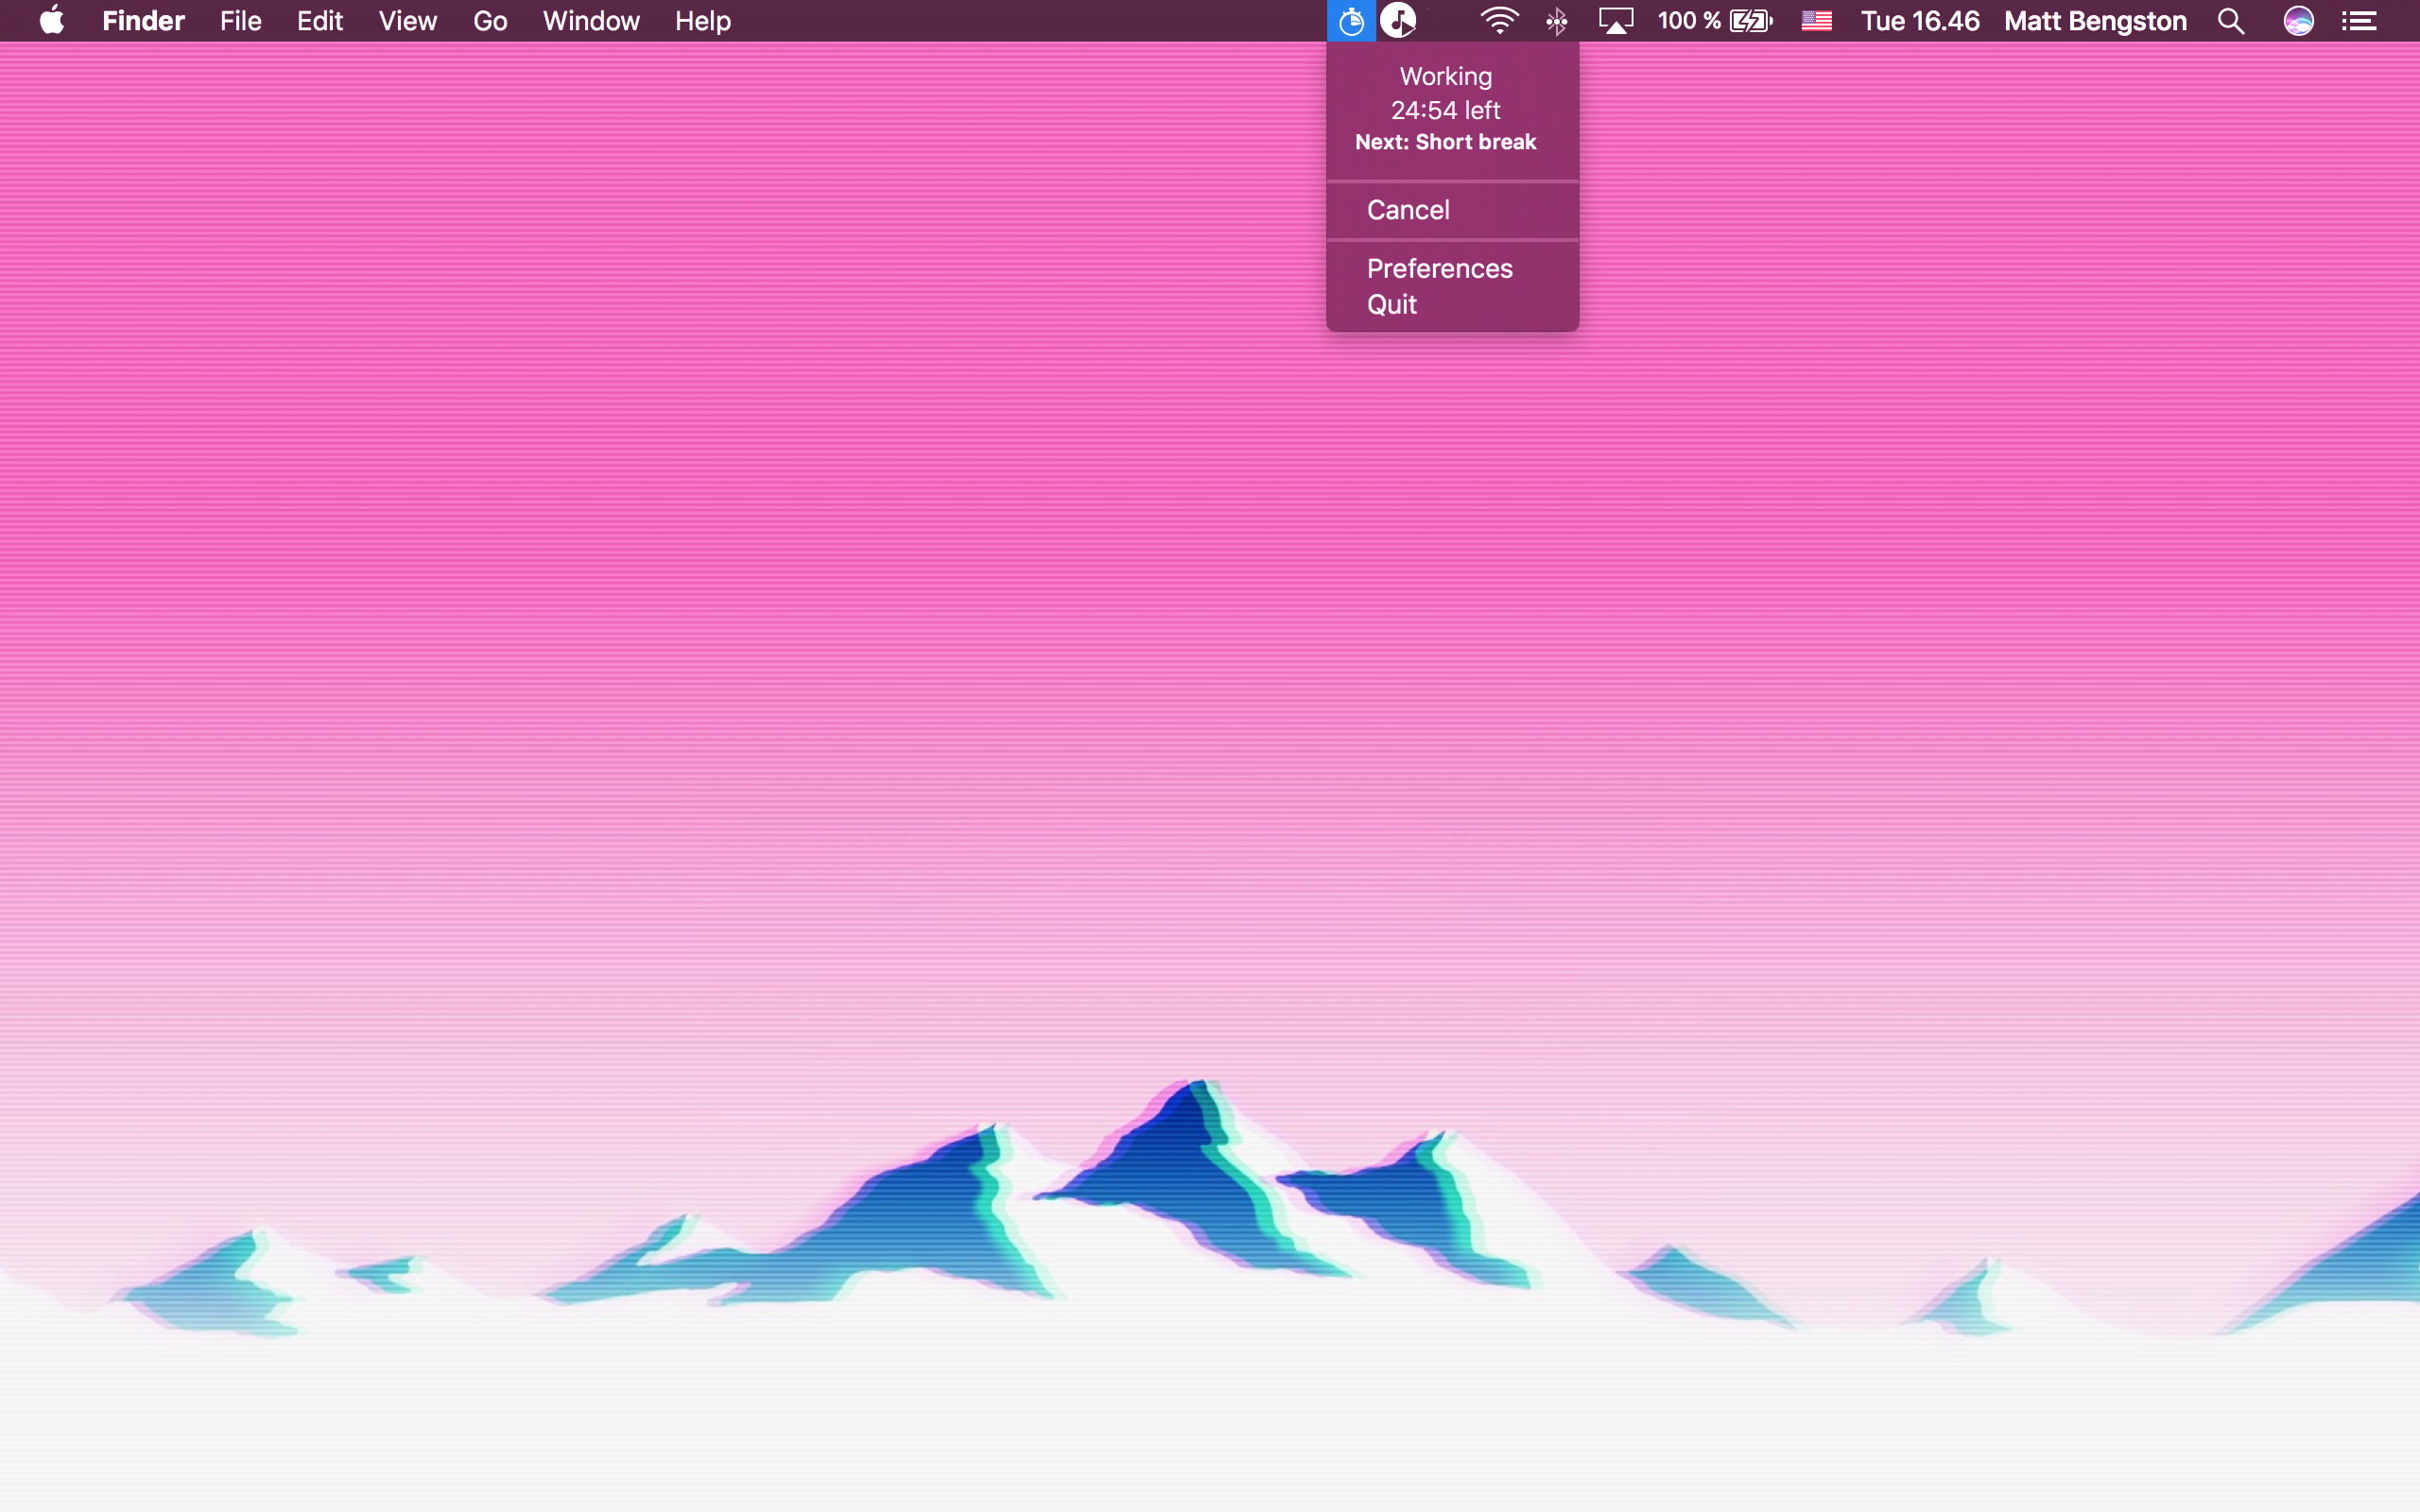 Finder File Edit View Go Window Help 100 % Tue 16.46 Matt Bengston
Working
24:54 left
Next: Short break
Cancel
Preferences
Quit